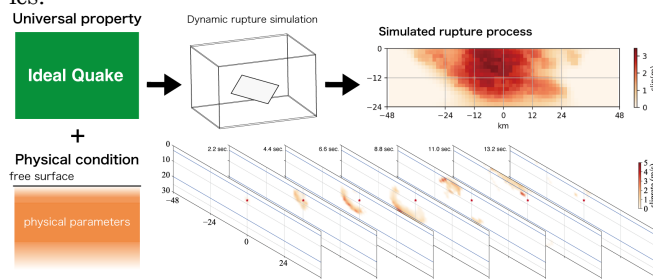 Universal property
Dynamic rupture simulation
Simulated rupture process
Ideal Quake
0
−12
−24
−48
−24
0
24
48
km
3
2
1
0
slip (m)
+
Physical condition
free surface
physical parameters
2.2 sec.
4.4 sec.
6.6 sec.
8.8 sec.
11.0 sec.
13.2 sec.
0
10
20
30
−48
−24
0
24
5
4
3
2
1
0